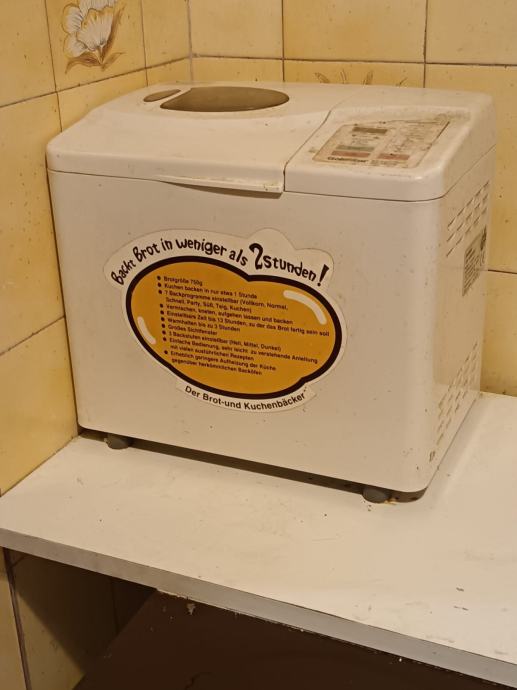 Backt Brot in weniger als 2 Stunden!
• Brotgröße 750g
• Kuchen backen in nur etwa 1 Stunde
• 7 Backprogramme einstellbar (Vollkorn, Normal,
Schnell, Party, Süß, Teig, Kuchen)
• Vermischen, kneten, aufgehen lassen und backen
• Einstellbare Zeit bis 13 Stunden, zu der das Brot fertig sein soll
• Warmhalten bis zu 3 Stunden
• Großes Sichtfenster
• 3 Backstufen einstellbar (Hell, Mittel, Dunkel)
• Einfache Bedienung, sehr leicht zu verstehende Anleitung
mit vielen ausführlichen Rezepten
• Erheblich geringere Aufheizung der Küche
gegenüber herkömmlichen Backöfen
Der Brot-und Kuchenbäcker